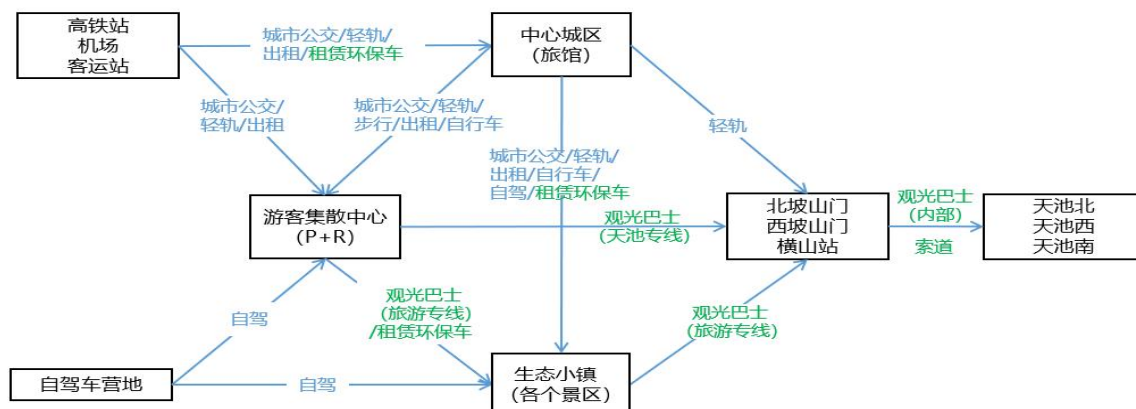 高铁站
机场
客运站
城市公交/轻轨/
出租/租赁环保车
中心城区
(旅馆)
城市公交/
轻轨/出租
城市公交/轻轨/
步行/出租/自行车
轻轨
城市公交/轻轨/
出租/自行车/
自驾/租赁环保车
游客集散中心
(P+R)
观光巴士
(天池专线)
北坡山门
西坡山门
横山站
观光巴士
(内部)
索道
天池北
天池西
天池南
自驾
观光巴士
(旅游专线)
/租赁环保车
观光巴士
(旅游专线)
自驾车营地
自驾
生态小镇
(各个景区)